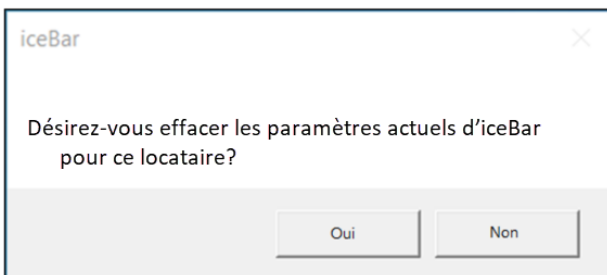 iceBar
Désirez-vous effacer les paramètres actuels d’iceBar
pour ce locataire?
Oui
Non